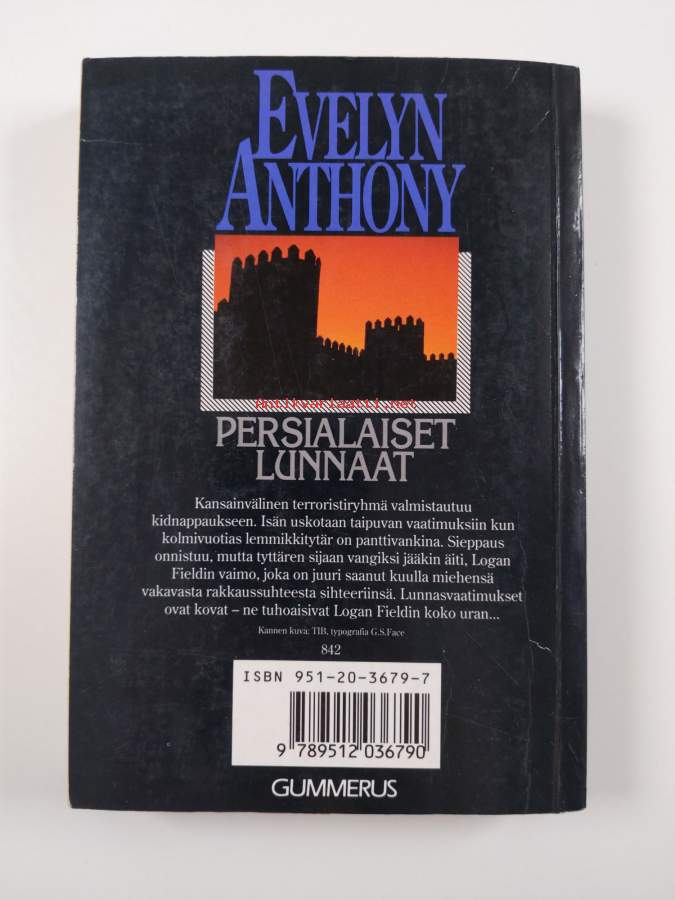 EVELYN
ANTHONY
antikvariaatti.net
PERSIALAISET
LUNNAAT
Kansainvälinen terroristiryhmä valmistautuu
kidnappaukseen. Isän uskotaan taipuvan vaatimuksiin kun
kolmivuotias lemmikkitytär on panttivankina. Sieppaus
onnistuu, mutta tyttären sijaan vangiksi jääkin äiti, Logan
Fieldin vaimo, joka on juuri saanut kuulla miehensä
vakavasta rakkaussuhteesta sihteeriinsä. Lunnasvaatimukset
ovat kovat – ne tuhoaisivat Logan Fieldin koko uran...
Kannen kuva: TIB, typografia G.S.Face
842
ISBN 951-20-3679-7
9 789512 036790
GUMMERUS